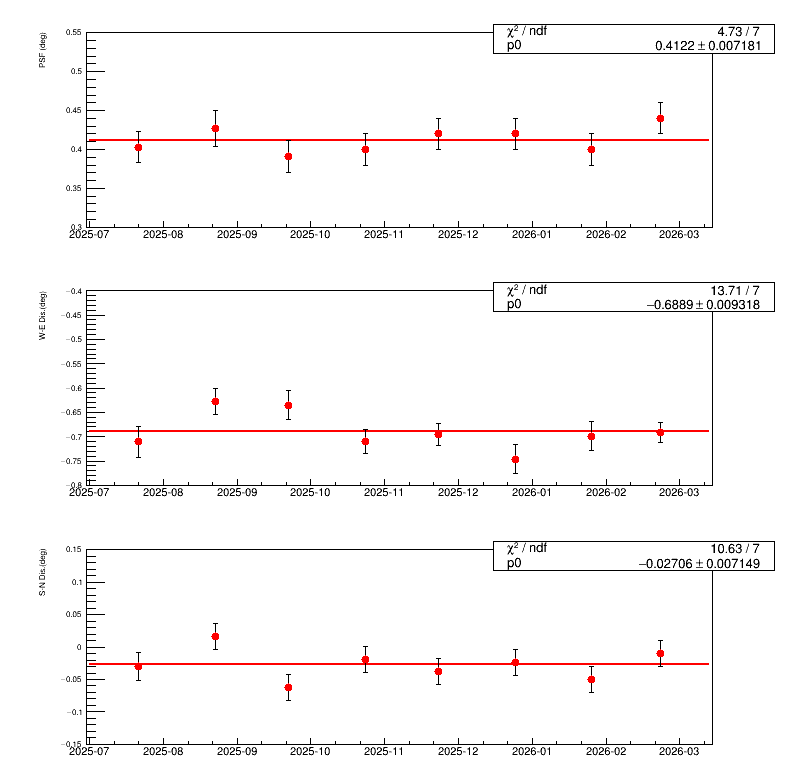 PSF (deg)
χ² / ndf 4.73 / 7
p0 0.4122 ± 0.007181
0.55
0.5
0.45
0.4
0.35
0.3
2025-07 2025-08 2025-09 2025-10 2025-11 2025-12 2026-01 2026-02 2026-03
W-E Dis.(deg)
χ² / ndf 13.71 / 7
p0 −0.6889 ± 0.009318
−0.4
−0.45
−0.5
−0.55
−0.6
−0.65
−0.7
−0.75
−0.8
2025-07 2025-08 2025-09 2025-10 2025-11 2025-12 2026-01 2026-02 2026-03
S-N Dis.(deg)
χ² / ndf 10.63 / 7
p0 −0.02706 ± 0.007149
0.15
0.1
0.05
0
−0.05
−0.1
−0.15
2025-07 2025-08 2025-09 2025-10 2025-11 2025-12 2026-01 2026-02 2026-03